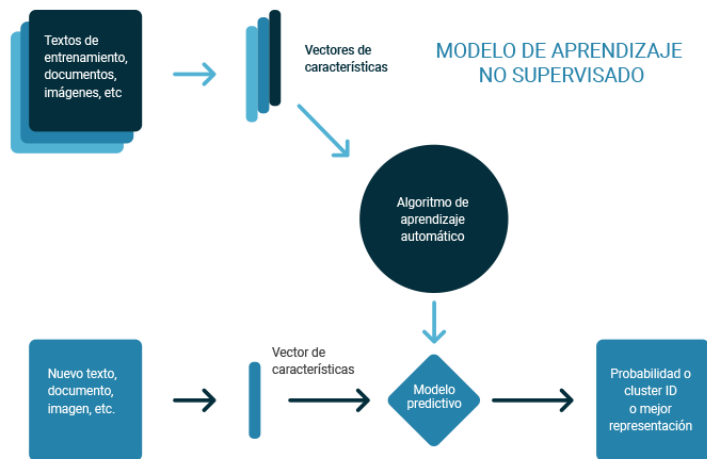 Textos de
entrenamiento,
documentos,
imágenes, etc
Vectores de
características
MODELO DE APRENDIZAJE
NO SUPERVISADO
Algoritmo de
aprendizaje
automático
Nuevo texto,
documento,
imagen, etc.
Vector de
características
Modelo
predictivo
Probabilidad o
cluster ID
o mejor
representación